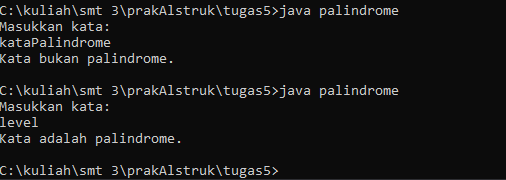 C:\kuliah\smt 3\prakAlstruk\tugas5>java palindrome
Masukkan kata:
kataPalindrome
Kata bukan palindrome.
C:\kuliah\smt 3\prakAlstruk\tugas5>java palindrome
Masukkan kata:
level
Kata adalah palindrome.
C:\kuliah\smt 3\prakAlstruk\tugas5>